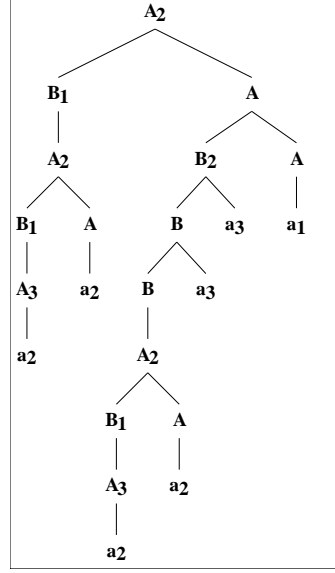 A2
B1 A
A2 B2 A
B1 A B a3 a1
A3 a2 B a3
a2 A2
B1 A
A3 a2
a2